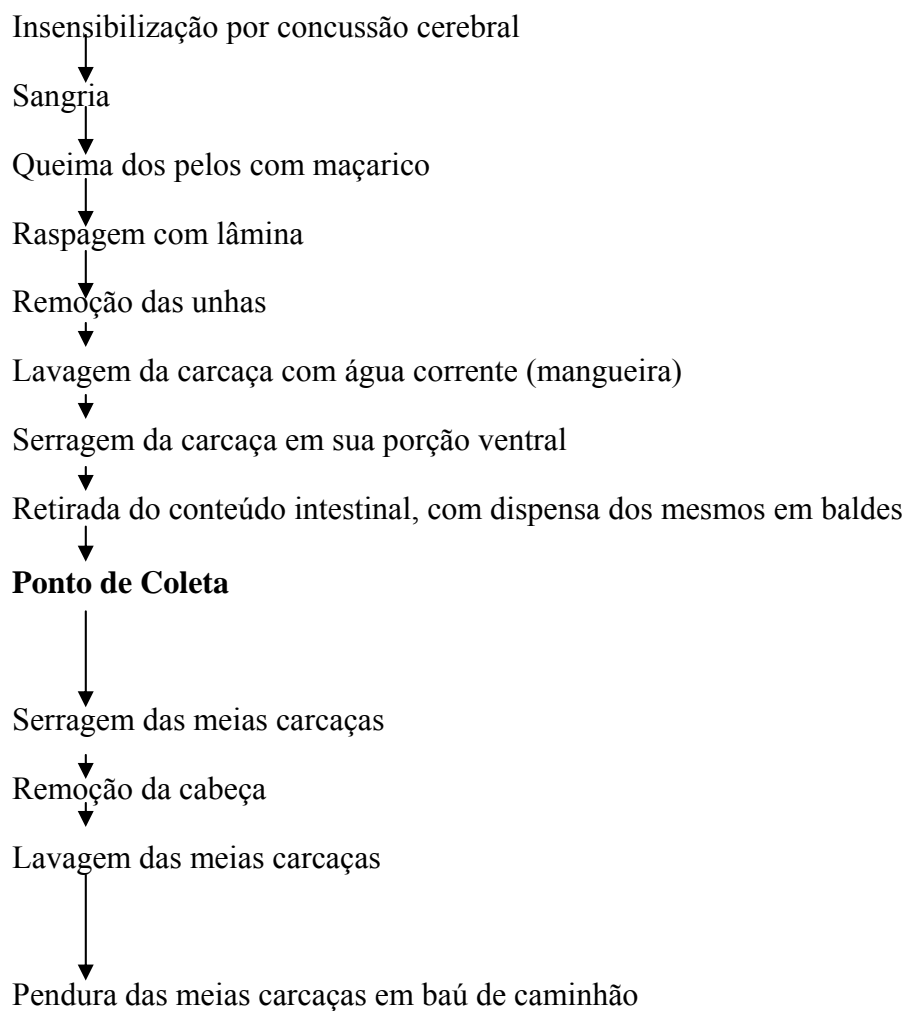 Insensibilização por concussão cerebral
Sangria
Queima dos pelos com maçarico
Raspagem com lâmina
Remoção das unhas
Lavagem da carcaça com água corrente (mangueira)
Serragem da carcaça em sua porção ventral
Retirada do conteúdo intestinal, com dispensa dos mesmos em baldes
Ponto de Coleta
Serragem das meias carcaças
Remoção da cabeça
Lavagem das meias carcaças
Pendura das meias carcaças em baú de caminhão